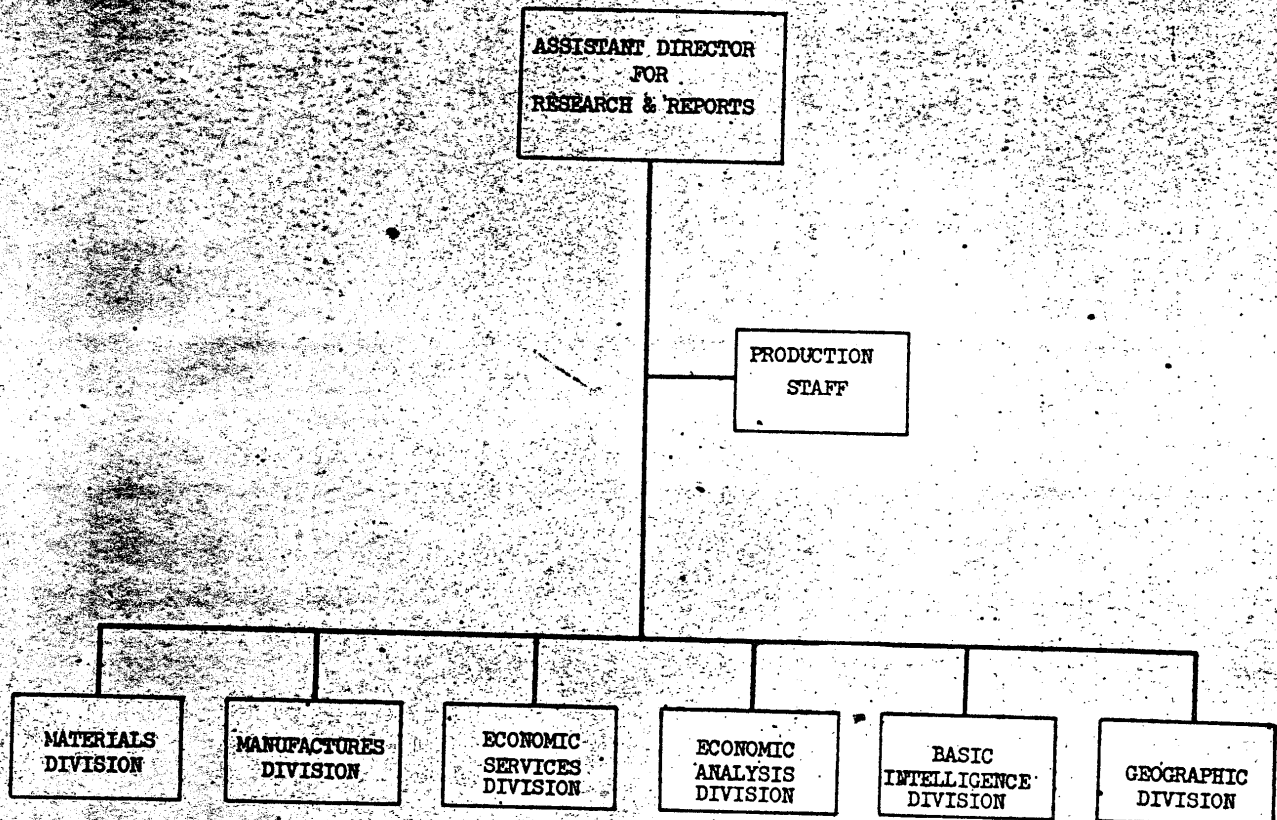 ASSISTANT DIRECTOR
FOR
RESEARCH & REPORTS
PRODUCTION
STAFF
MATERIALS
DIVISION
MANUFACTURES
DIVISION
ECONOMIC
SERVICES
DIVISION
ECONOMIC
ANALYSIS
DIVISION
BASIC
INTELLIGENCE
DIVISION
GEOGRAPHIC
DIVISION